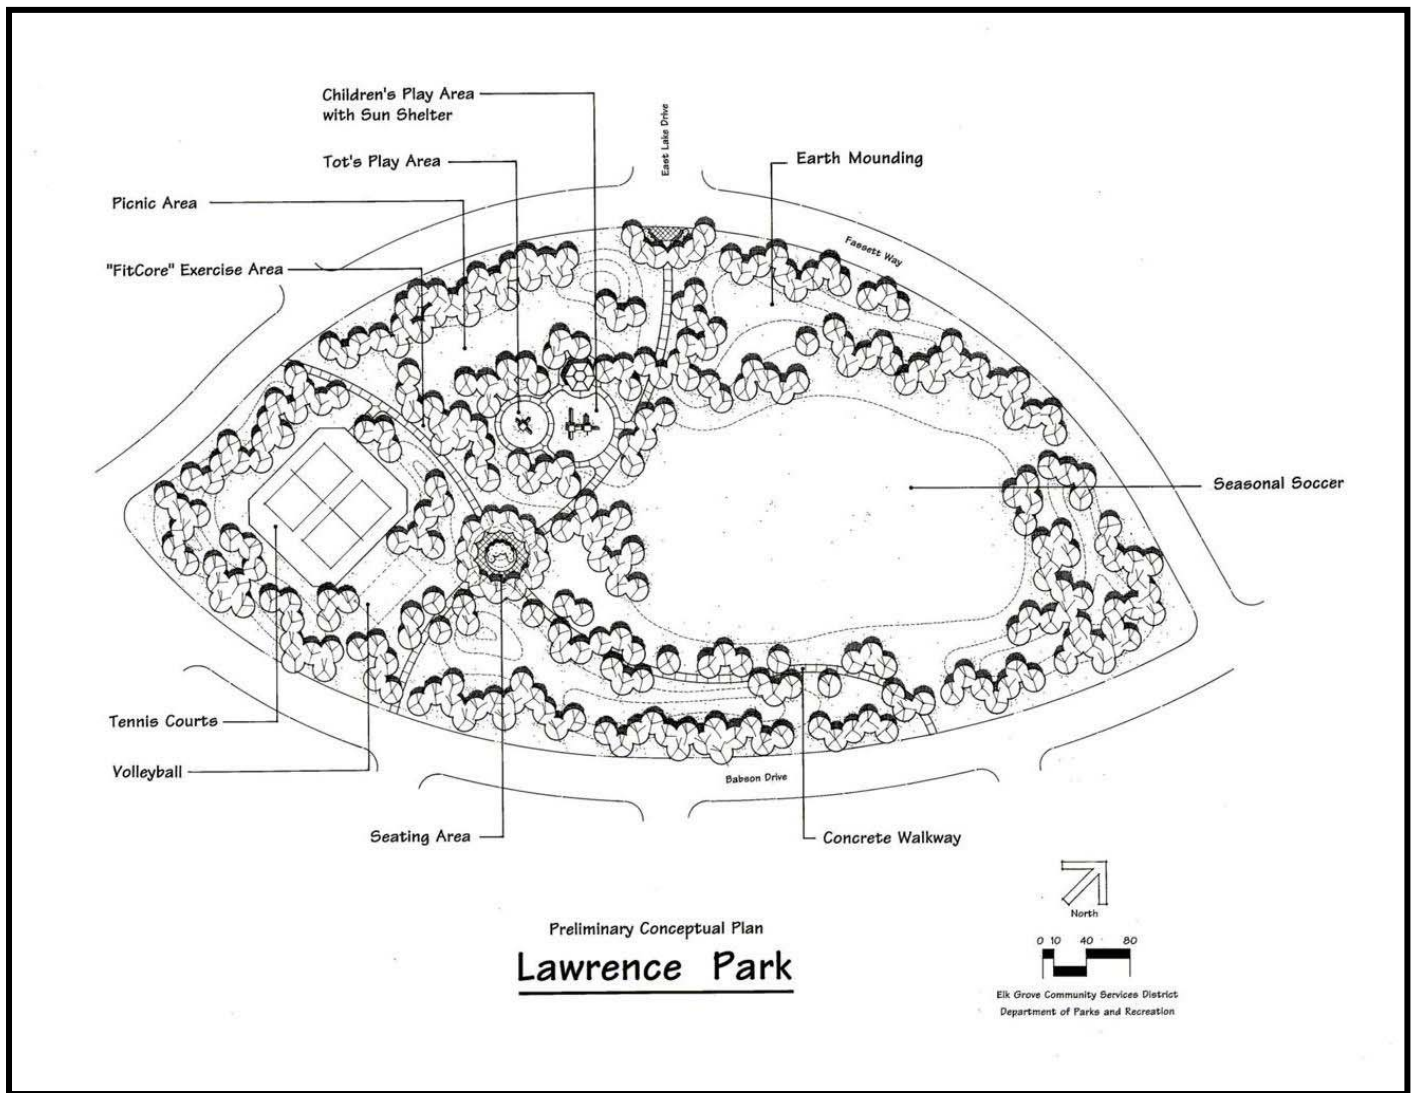 Children's Play Area
with Sun Shelter
East Lake Drive
Tot's Play Area
Earth Mounding
Picnic Area
Fassett Way
"FitCore" Exercise Area
Seasonal Soccer
Tennis Courts
Volleyball
Babson Drive
Seating Area
Concrete Walkway
North
Preliminary Conceptual Plan
Lawrence Park
0 10 40 80
Elk Grove Community Services District
Department of Parks and Recreation